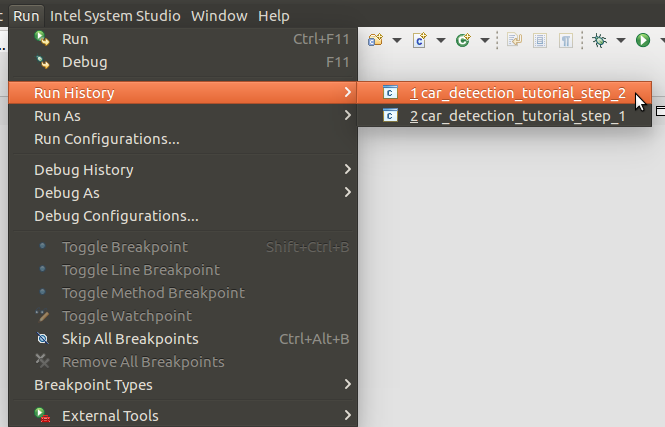 Run Intel System Studio Window Help
Run Ctrl+F11
Debug F11
Run History
1 car_detection_tutorial_step_2
Run As
2 car_detection_tutorial_step_1
Run Configurations...
Debug History
Debug As
Debug Configurations...
Toggle Breakpoint Shift+Ctrl+B
Toggle Line Breakpoint
Toggle Method Breakpoint
Toggle Watchpoint
Skip All Breakpoints Ctrl+Alt+B
Remove All Breakpoints
Breakpoint Types
External Tools